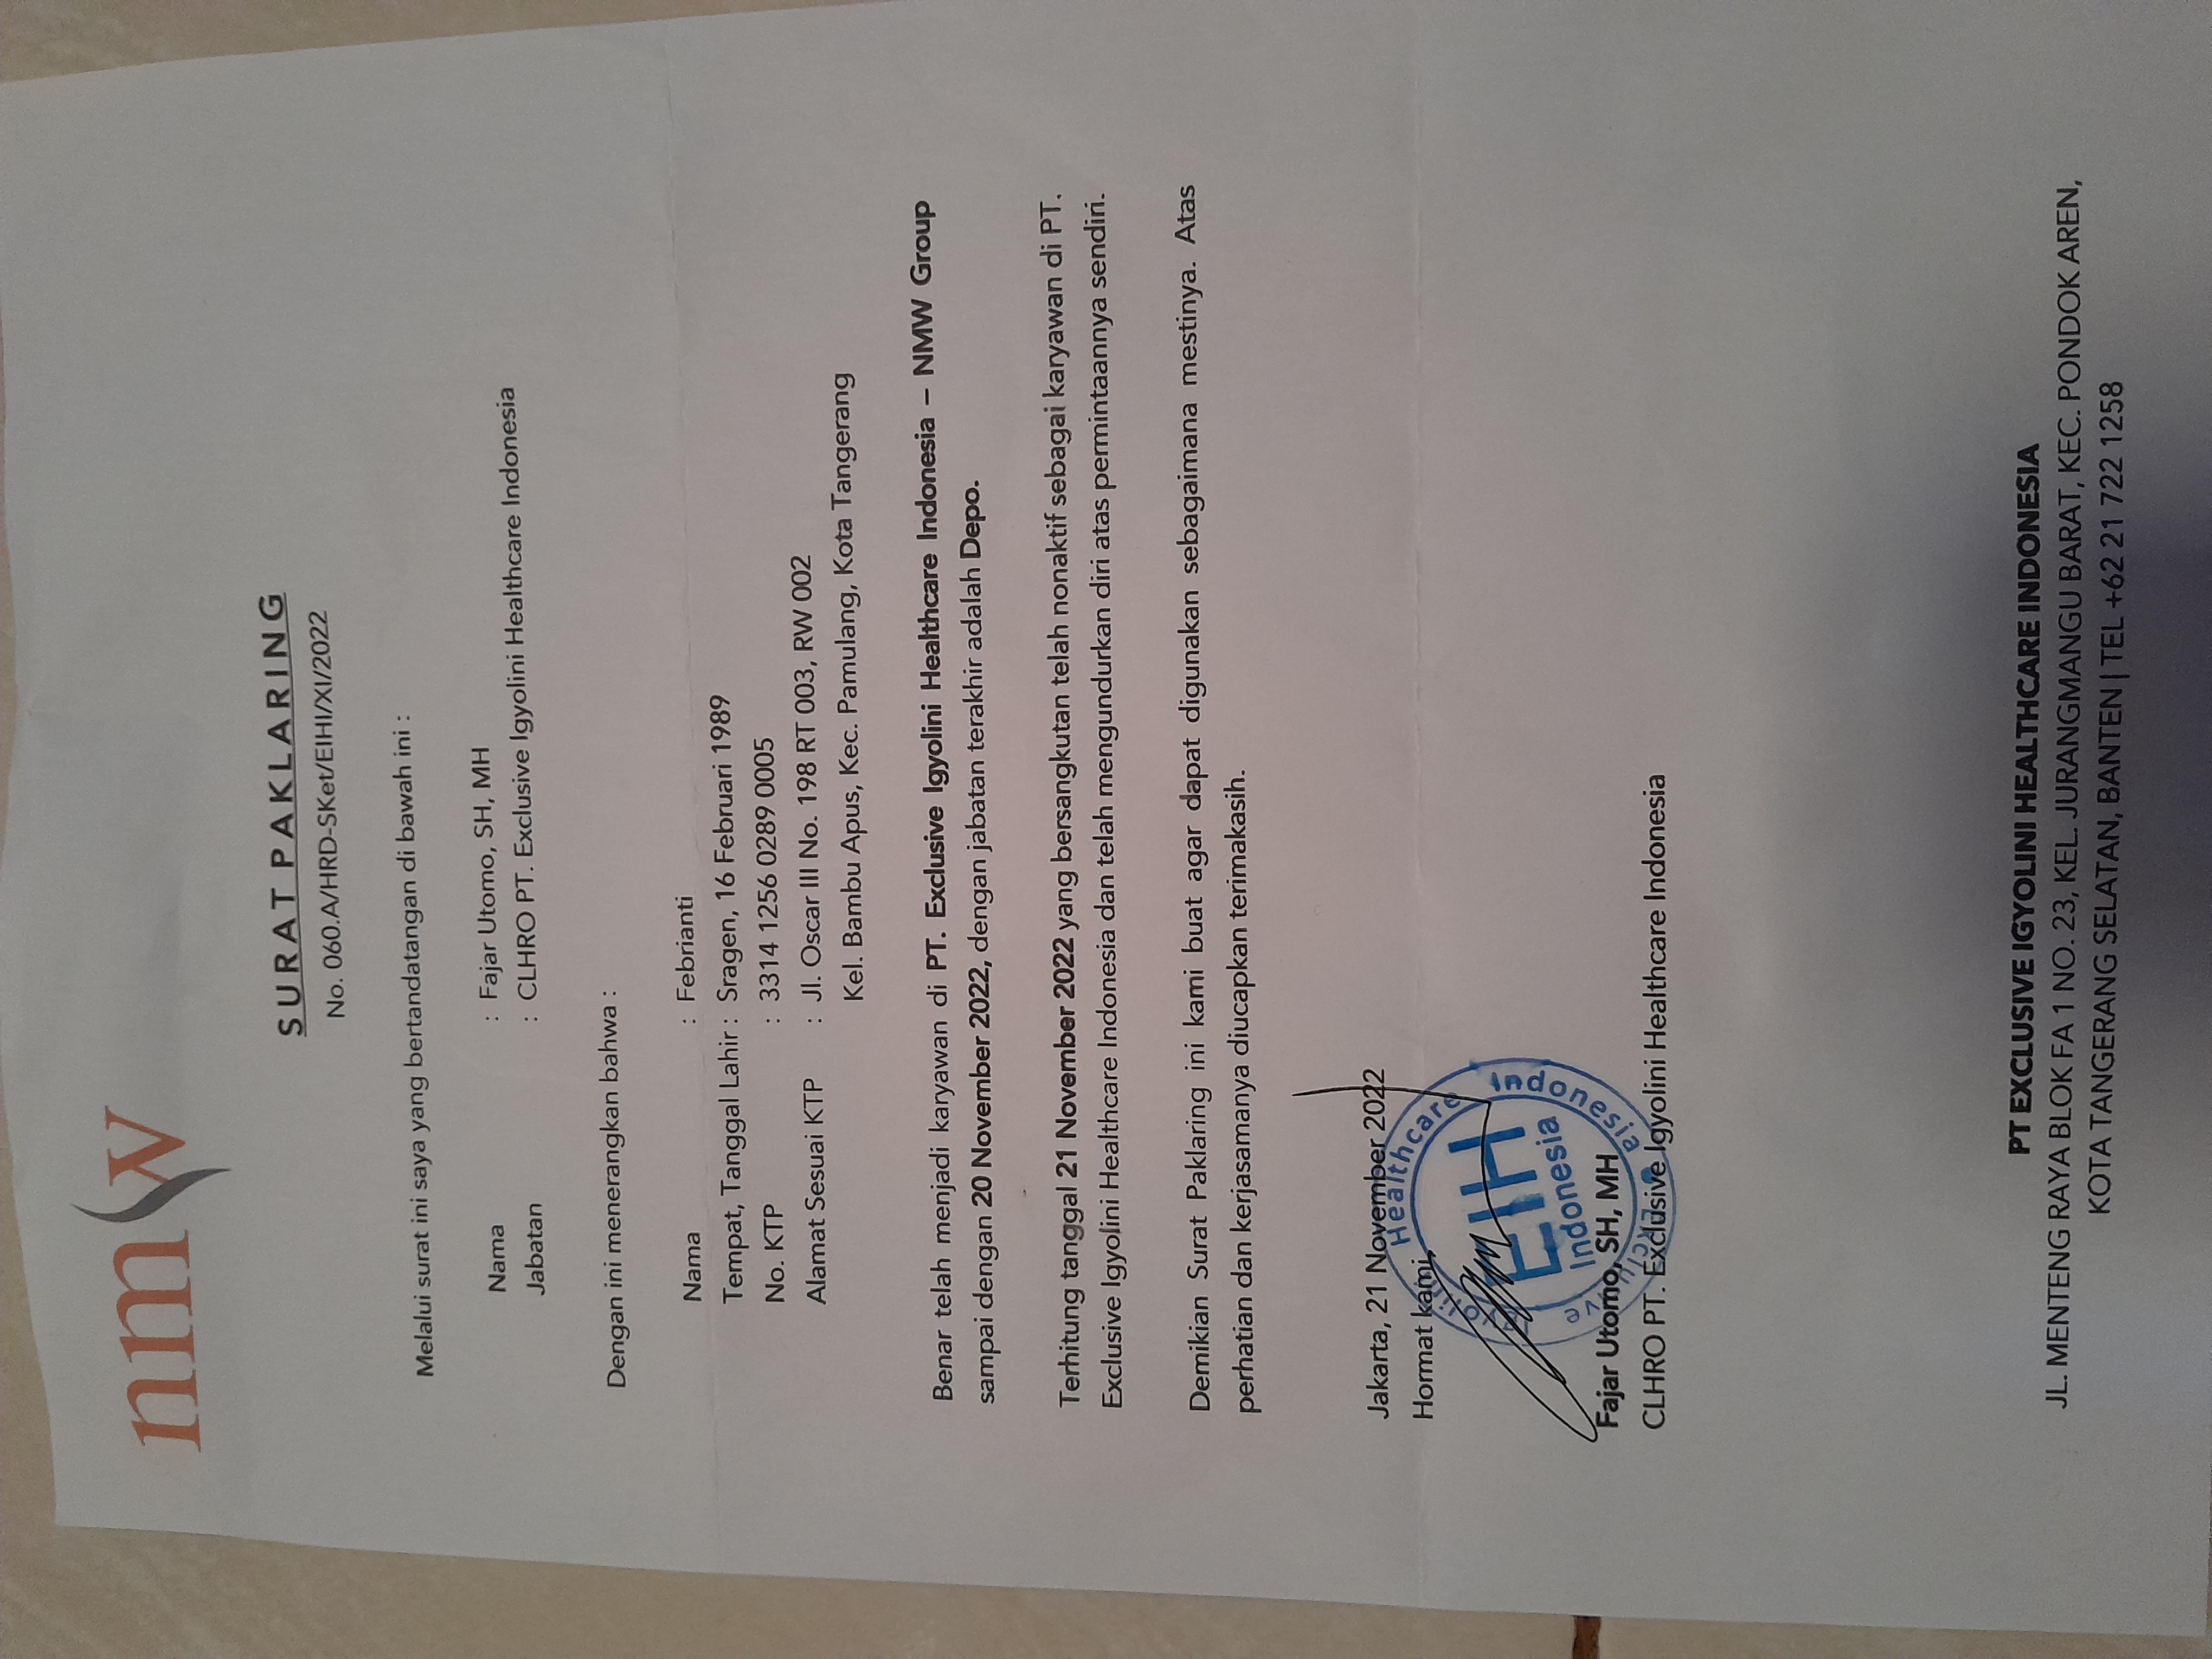 nmw
SURAT PAKLARING
No. 060.A/HRD-SKet/EIHI/XI/2022
Melalui surat ini saya yang bertandatangan di bawah ini :
Nama : Fajar Utomo, SH, MH
Jabatan : CLHRO PT. Exclusive Igyolini Healthcare Indonesia
Dengan ini menerangkan bahwa :
Nama : Febrianti
Tempat, Tanggal Lahir : Sragen, 16 Februari 1989
No. KTP : 3314 1256 0289 0005
Alamat Sesuai KTP : Jl. Oscar III No. 198 RT 003, RW 002
Kel. Bambu Apus, Kec. Pamulang, Kota Tangerang
Benar telah menjadi karyawan di PT. Exclusive Igyolini Healthcare Indonesia – NMW Group
sampai dengan 20 November 2022, dengan jabatan terakhir adalah Depo.
Terhitung tanggal 21 November 2022 yang bersangkutan telah nonaktif sebagai karyawan di PT.
Exclusive Igyolini Healthcare Indonesia dan telah mengundurkan diri atas permintaannya sendiri.
Demikian Surat Paklaring ini kami buat agar dapat digunakan sebagaimana mestinya. Atas
perhatian dan kerjasamanya diucapkan terimakasih.
Jakarta, 21 November 2022
Hormat kami,
Exclusive Igyolini Healthcare Indonesia
EIH
Indonesia
Fajar Utomo, SH, MH
CLHRO PT. Exclusive Igyolini Healthcare Indonesia
PT EXCLUSIVE IGYOLINI HEALTHCARE INDONESIA
JL. MENTENG RAYA BLOK FA 1 NO. 23, KEL. JURANGMANGU BARAT, KEC. PONDOK AREN,
KOTA TANGERANG SELATAN, BANTEN | TEL +62 21 722 1258